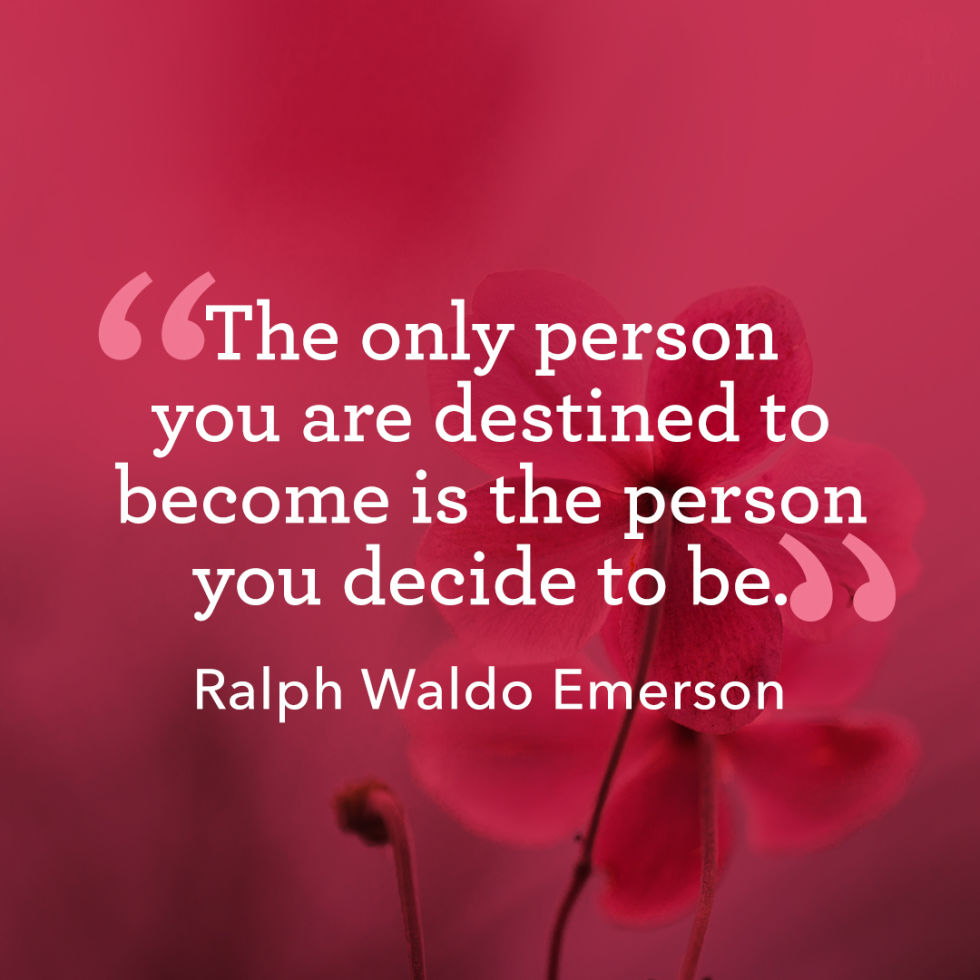 “The only person
you are destined to
become is the person
you decide to be.”
Ralph Waldo Emerson